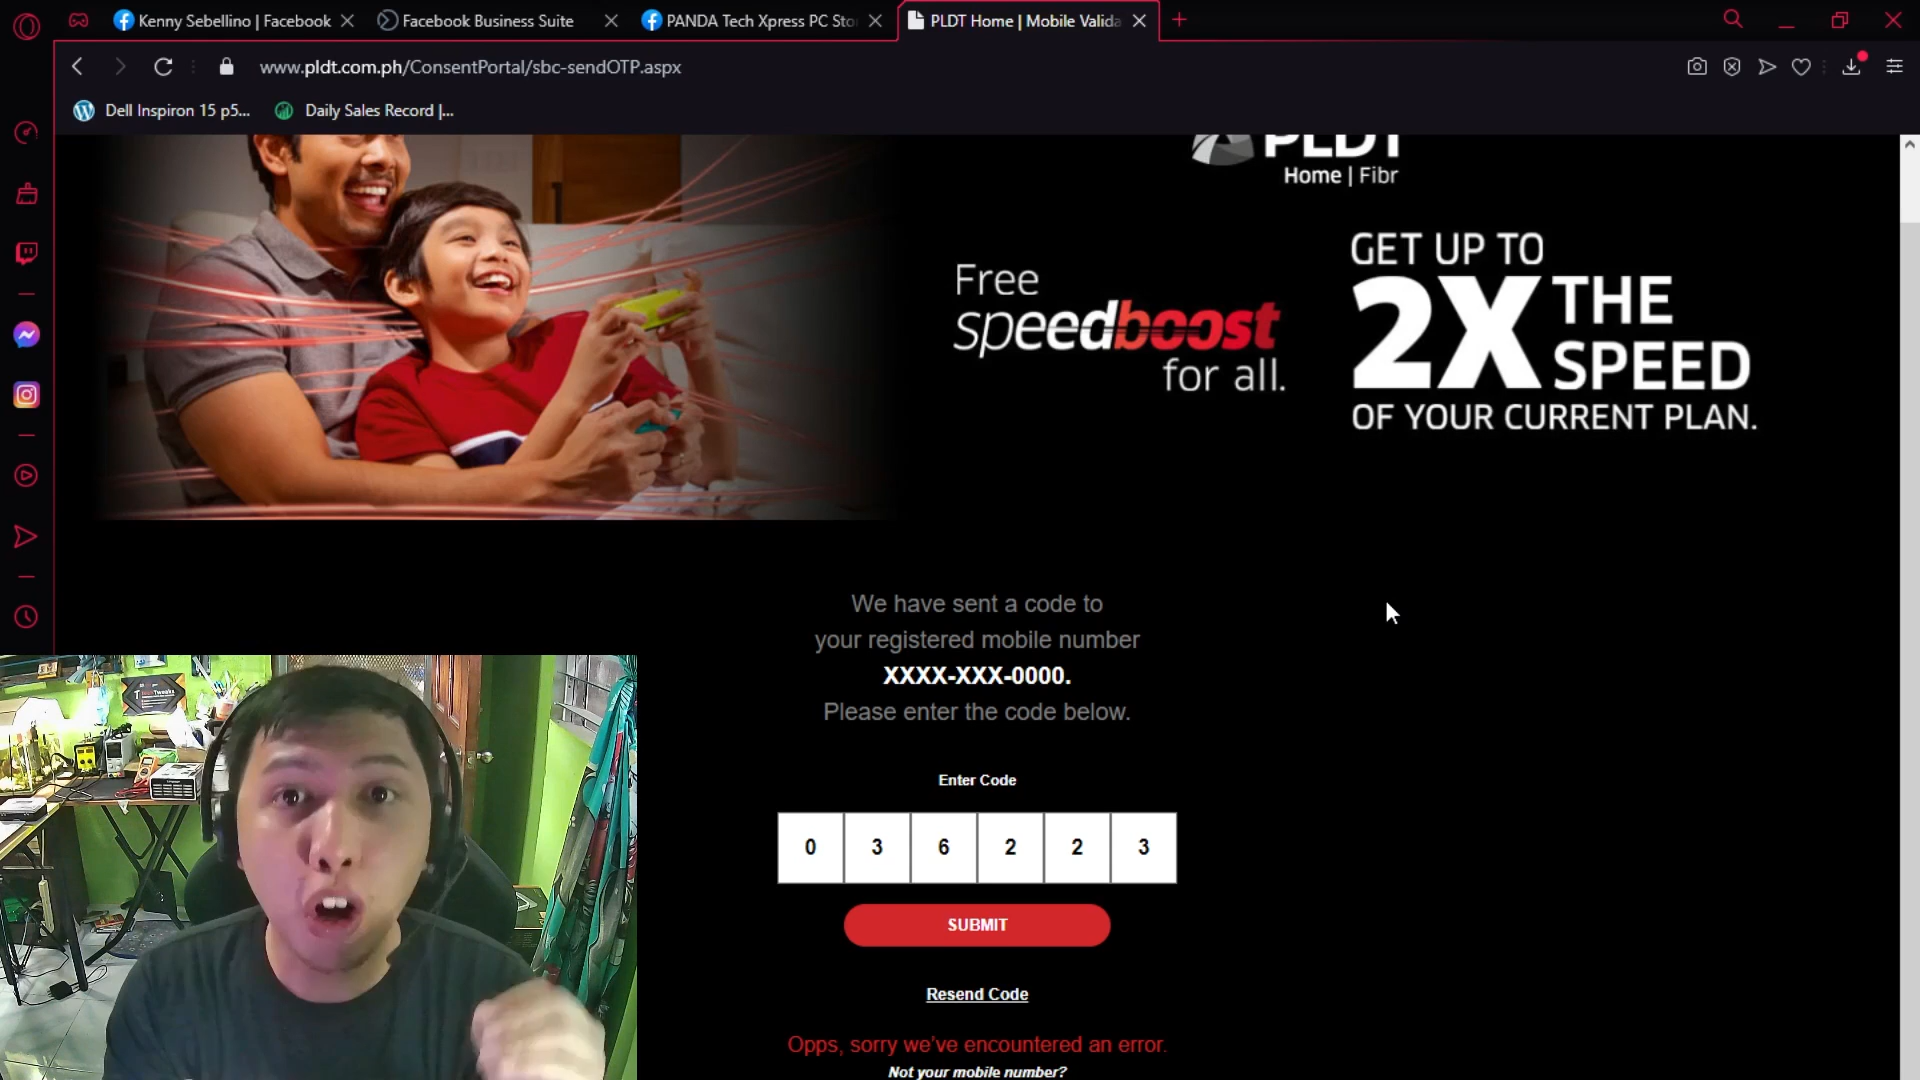 Kenny Sebellino | Facebook
Facebook Business Suite
PANDA Tech Xpress PC Sto
PLDT Home | Mobile Valida
www.pldt.com.ph/ConsentPortal/sbc-sendOTP.aspx
Dell Inspiron 15 p5...
Daily Sales Record |...
PLDT
Home | Fibr
Free
speedboost
for all.
GET UP TO
2X THE
SPEED
OF YOUR CURRENT PLAN.
We have sent a code to
your registered mobile number
XXXX-XXX-0000.
Please enter the code below.
Enter Code
0 3 6 2 2 3
SUBMIT
Resend Code
Opps, sorry we've encountered an error.
Not your mobile number?